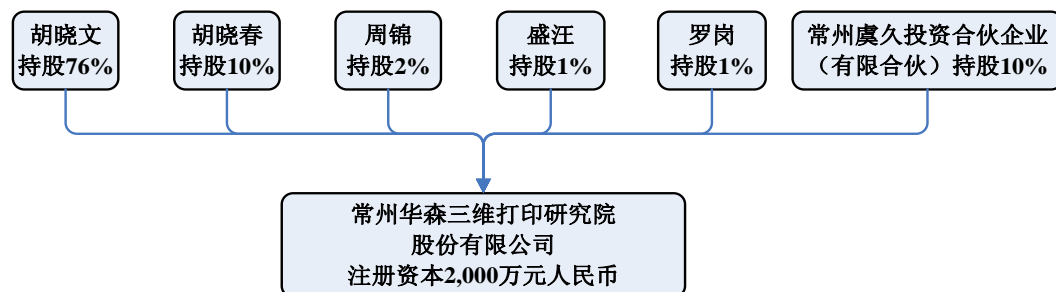 胡晓文
持股76%
胡晓春
持股10%
周锦
持股2%
盛汪
持股1%
罗岗
持股1%
常州虞久投资合伙企业
（有限合伙）持股10%
常州华森三维打印研究院
股份有限公司
注册资本2,000万元人民币